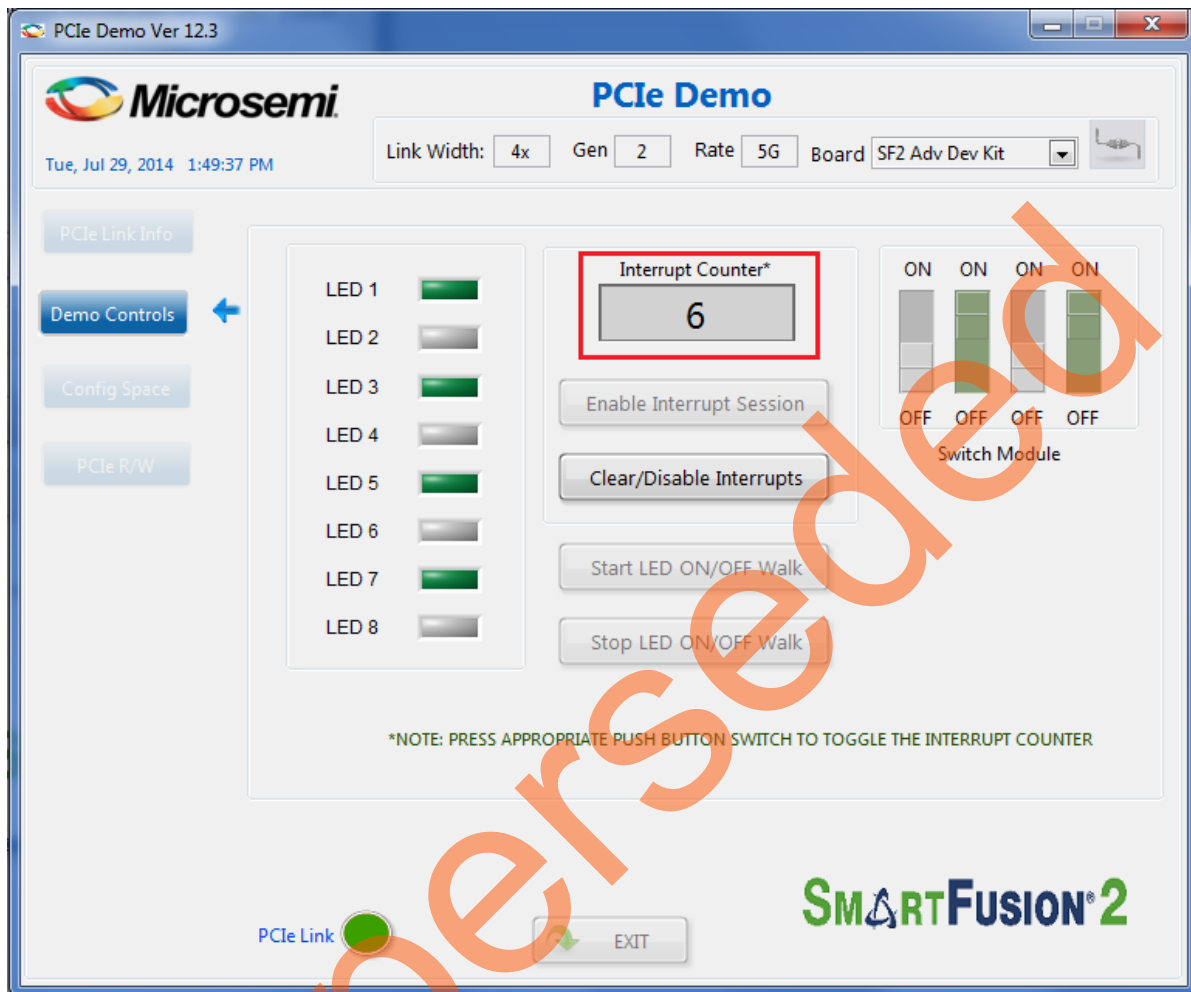 PCIe Demo Ver 12.3
Microsemi.
PCIe Demo
Tue, Jul 29, 2014 1:49:37 PM
Link Width: 4x Gen 2 Rate 5G Board SF2 Adv Dev Kit
PCIe Link Info
Demo Controls
Config Space
PCIe R/W
LED 1
LED 2
LED 3
LED 4
LED 5
LED 6
LED 7
LED 8
Interrupt Counter*
6
Enable Interrupt Session
Clear/Disable Interrupts
Start LED ON/OFF Walk
Stop LED ON/OFF Walk
ON ON ON ON
OFF OFF OFF OFF
Switch Module
*NOTE: PRESS APPROPRIATE PUSH BUTTON SWITCH TO TOGGLE THE INTERRUPT COUNTER
PCIe Link
EXIT
SMARTFUSION®2
perseded